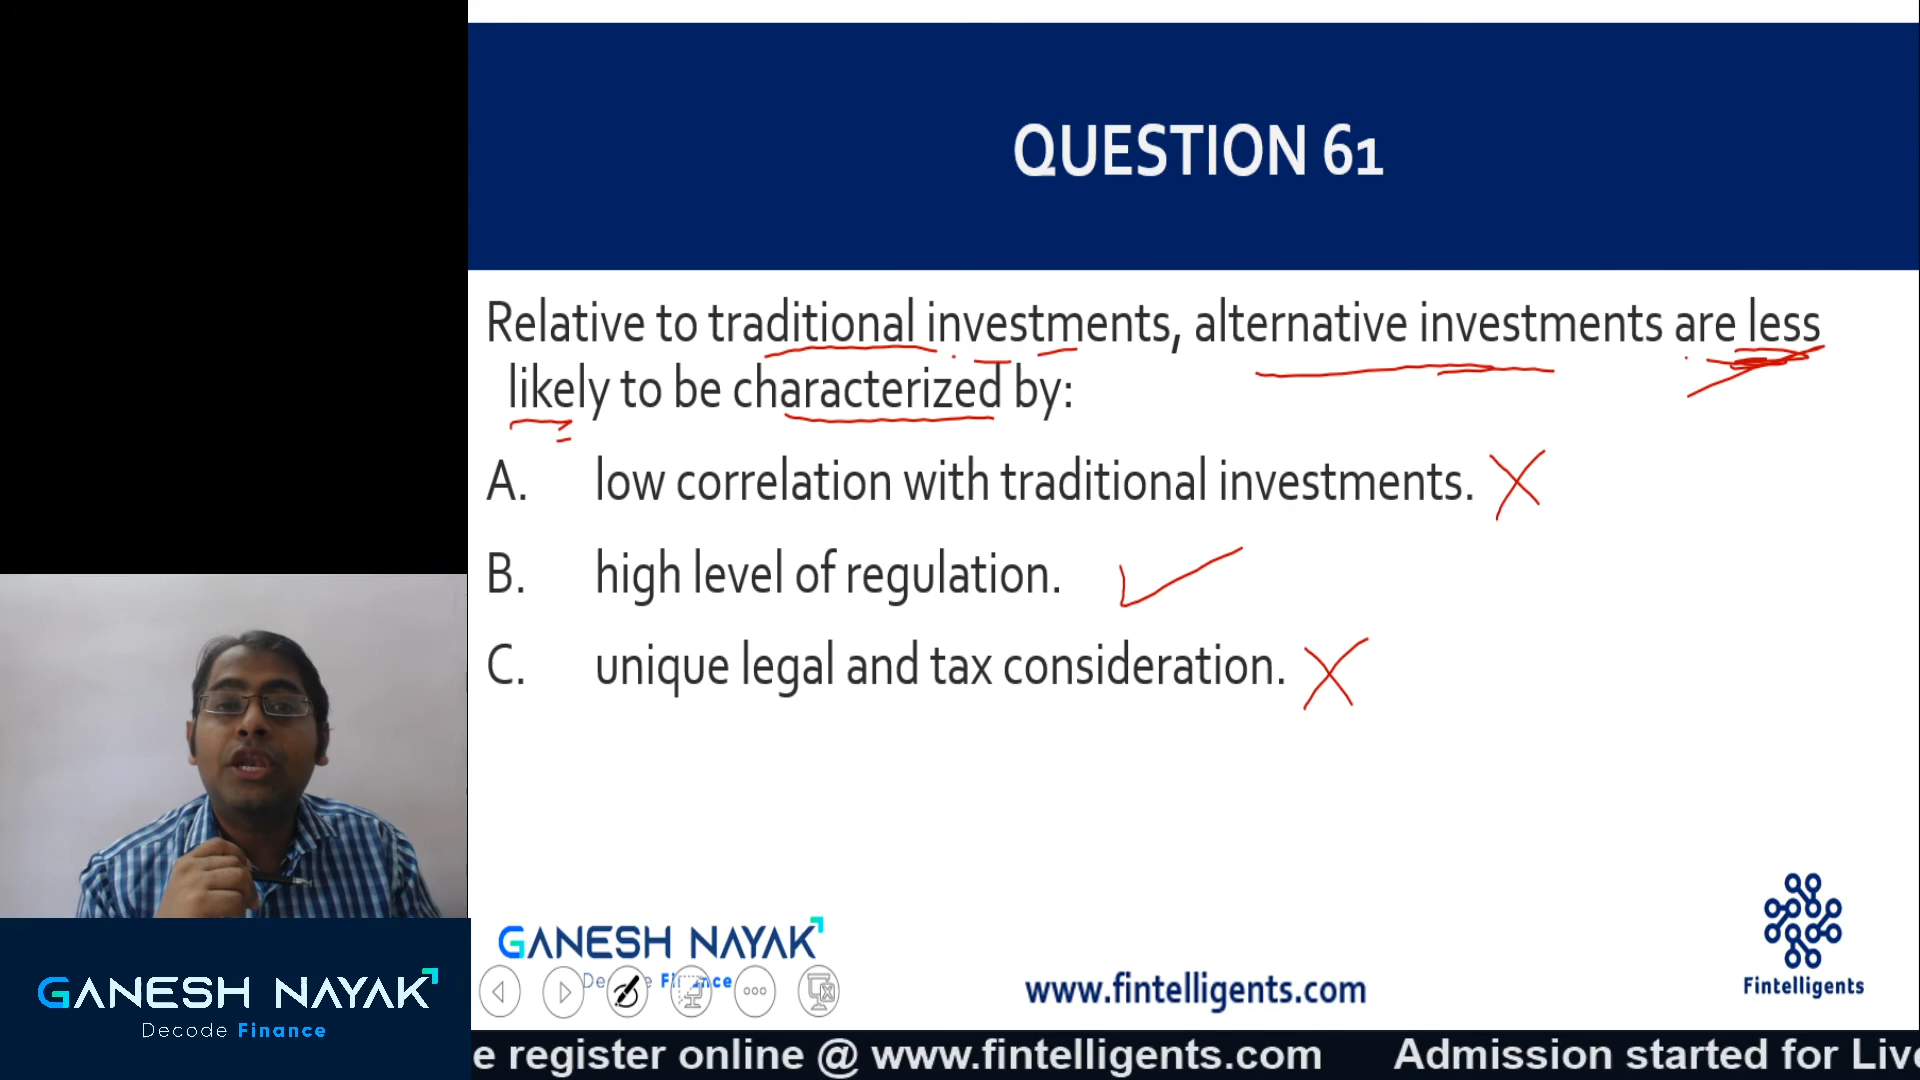 QUESTION 61
Relative to traditional investments, alternative investments are less
likely to be characterized by:
A. low correlation with traditional investments.
B. high level of regulation.
C. unique legal and tax consideration.
GANESH NAYAK
Finance
www.fintelligents.com
Fintelligents
GANESH NAYAK
Decode Finance
e register online @ www.fintelligents.com Admission started for Live